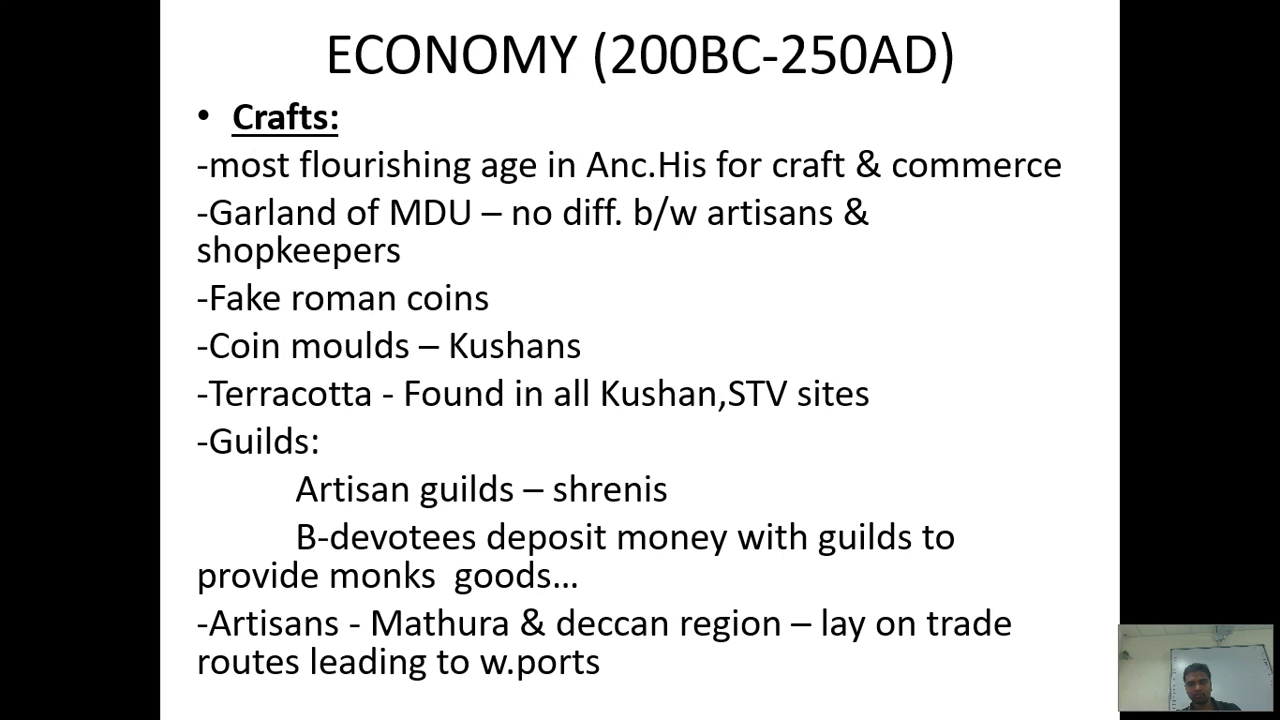 ECONOMY (200BC-250AD)
• Crafts:
-most flourishing age in Anc.His for craft & commerce
-Garland of MDU – no diff. b/w artisans &
shopkeepers
-Fake roman coins
-Coin moulds – Kushans
-Terracotta - Found in all Kushan,STV sites
-Guilds:
Artisan guilds – shrenis
B-devotees deposit money with guilds to
provide monks  goods…
-Artisans - Mathura & deccan region – lay on trade
routes leading to w.ports